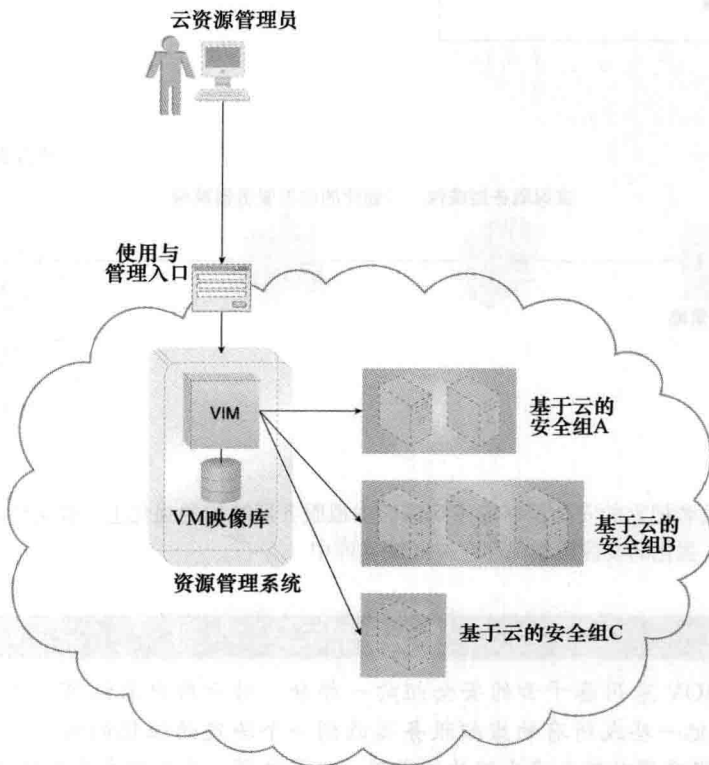 云资源管理员
使用与
管理入口
VIM
VM映像库
资源管理系统
基于云的
安全组A
基于云的
安全组B
基于云的安全组C